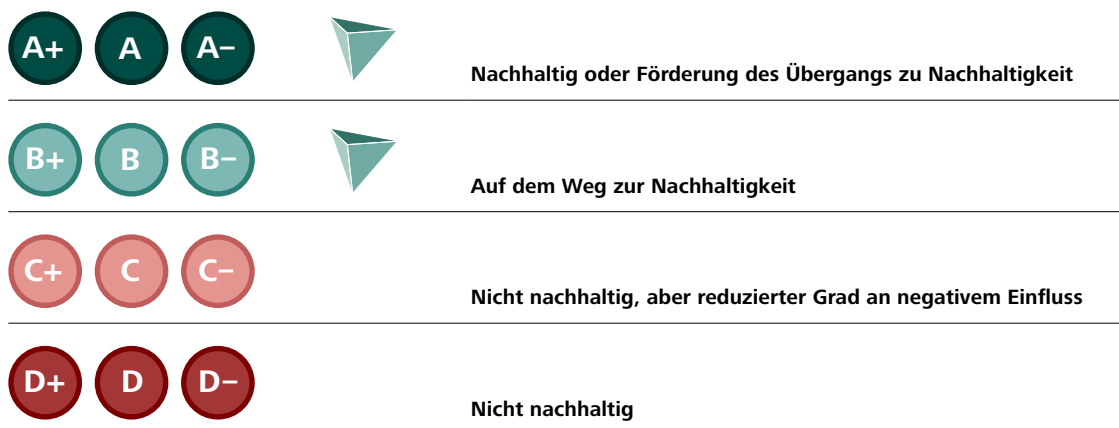 A+ A A–
Nachhaltig oder Förderung des Übergangs zu Nachhaltigkeit
B+ B B–
Auf dem Weg zur Nachhaltigkeit
C+ C C–
Nicht nachhaltig, aber reduzierter Grad an negativem Einfluss
D+ D D–
Nicht nachhaltig